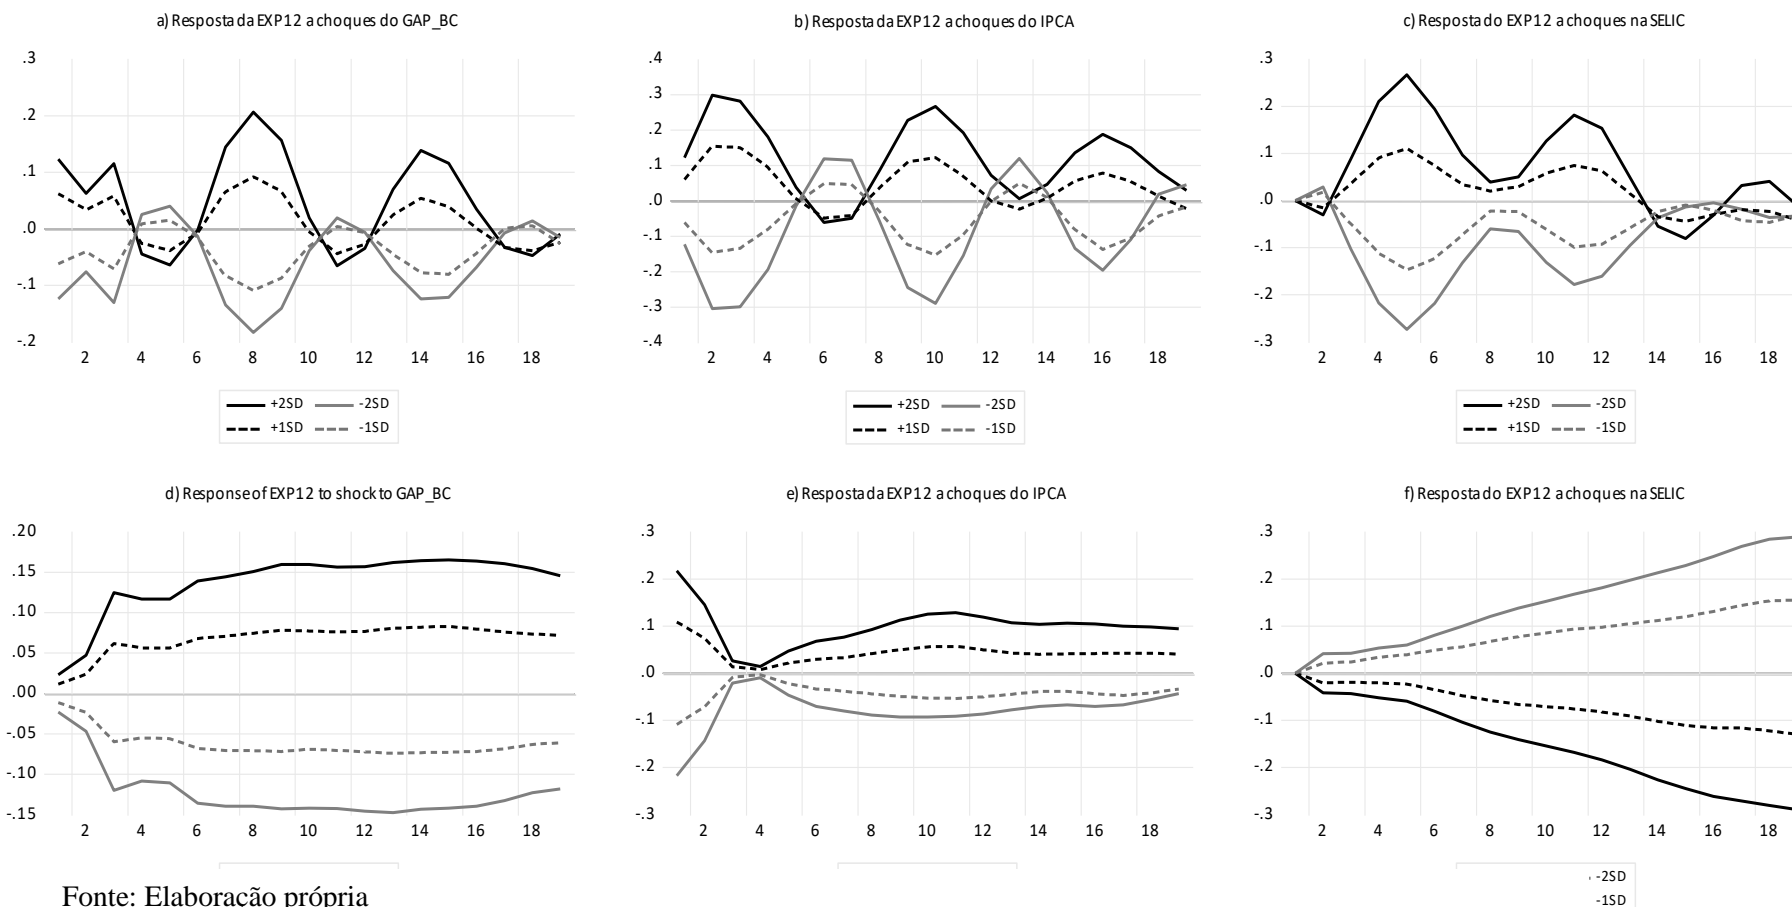 a) Resposta da EXP12 a choques do GAP_BC
.3
.2
.1
.0
-.1
-.2
2 4 6 8 10 12 14 16 18
+2SD -2SD
+1SD -1SD
b) Resposta da EXP12 a choques do IPCA
.4
.3
.2
.1
.0
-.1
-.2
-.3
-.4
2 4 6 8 10 12 14 16 18
+2SD -2SD
+1SD -1SD
c) Resposta do EXP12 a choques na SELIC
.3
.2
.1
.0
-.1
-.2
-.3
2 4 6 8 10 12 14 16 18
+2SD -2SD
+1SD -1SD
d) Response of EXP12 to shock to GAP_BC
.20
.15
.10
.05
.00
-.05
-.10
-.15
2 4 6 8 10 12 14 16 18
e) Resposta da EXP12 a choques do IPCA
.3
.2
.1
.0
-.1
-.2
-.3
2 4 6 8 10 12 14 16 18
f) Resposta do EXP12 a choques na SELIC
.3
.2
.1
.0
-.1
-.2
-.3
2 4 6 8 10 12 14 16 18
-2SD
-1SD
Fonte: Elaboração própria